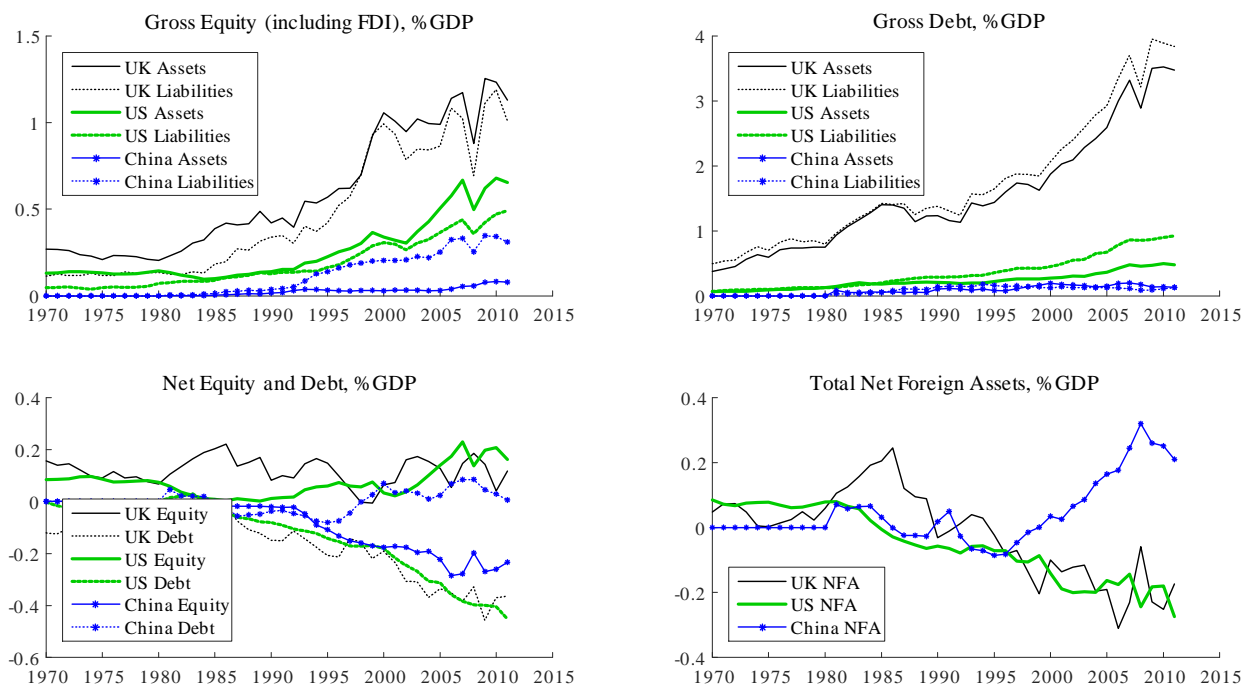 Gross Equity (including FDI), %GDP
1.5
1
0.5
0
UK Assets
UK Liabilities
US Assets
US Liabilities
China Assets
China Liabilities
1970 1975 1980 1985 1990 1995 2000 2005 2010 2015
Gross Debt, %GDP
4
3
2
1
0
UK Assets
UK Liabilities
US Assets
US Liabilities
China Assets
China Liabilities
1970 1975 1980 1985 1990 1995 2000 2005 2010 2015
Net Equity and Debt, %GDP
0.4
0.2
0
-0.2
-0.4
-0.6
UK Equity
UK Debt
US Equity
US Debt
China Equity
China Debt
1970 1975 1980 1985 1990 1995 2000 2005 2010 2015
Total Net Foreign Assets, %GDP
0.4
0.2
0
-0.2
-0.4
UK NFA
US NFA
China NFA
1970 1975 1980 1985 1990 1995 2000 2005 2010 2015